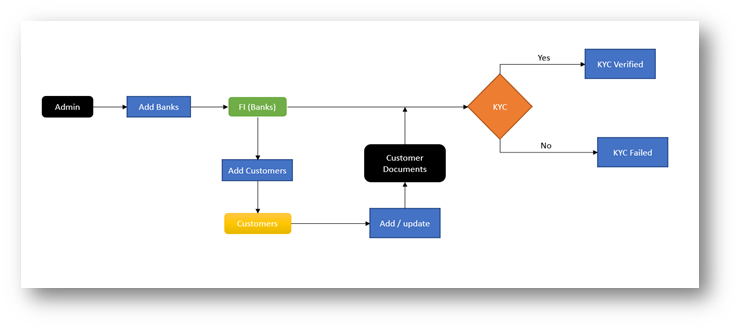 Yes
KYC Verified
Admin
Add Banks
FI (Banks)
KYC
No
KYC Failed
Customer
Documents
Add Customers
Customers
Add / update